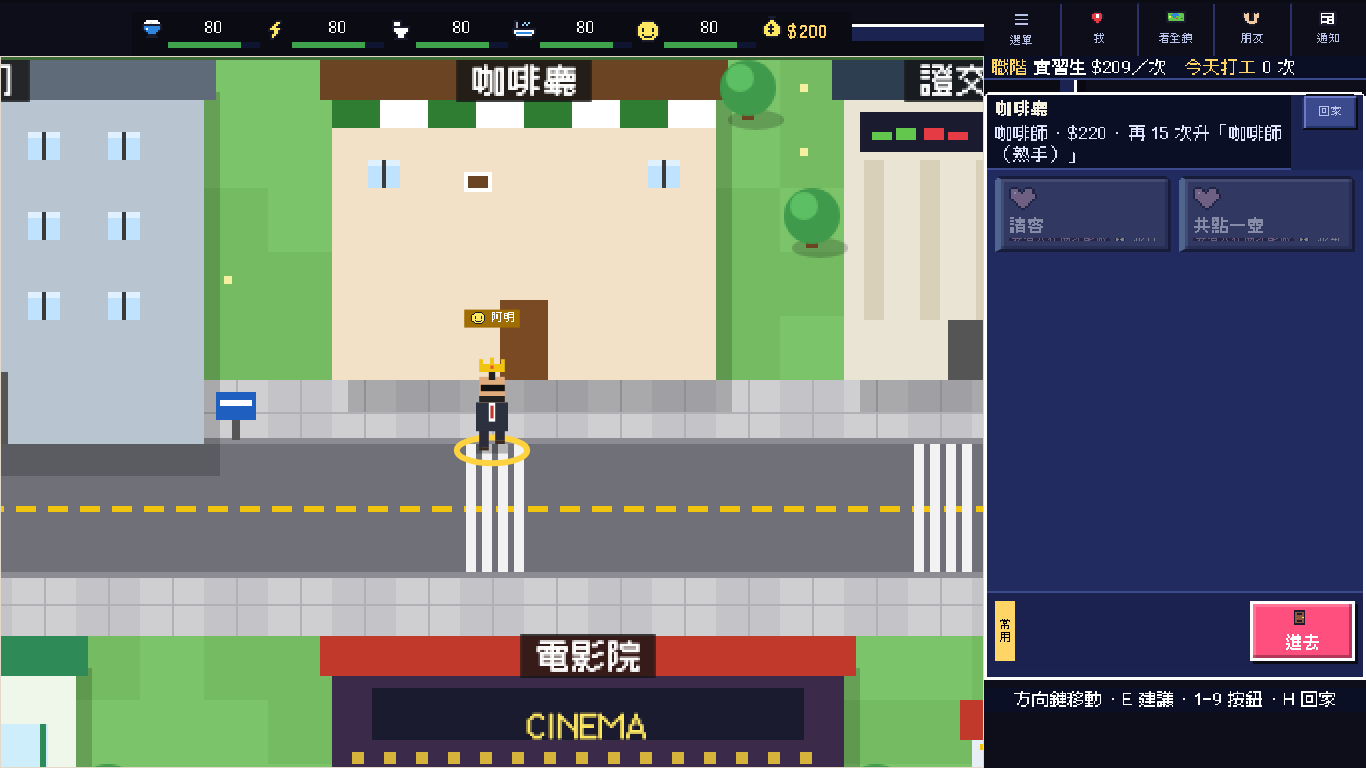 80
80
80
80
80
$200
選單
我
看全鎮
朋友
通知
職階 實習生 $209／次 今天打工 0 次
咖啡廳
證交
咖啡廳
回家
咖啡師 · $220 · 再 15 次升「咖啡師
（熟手）」
請客
共點一壺
阿明
常用
進去
電影院
CINEMA
方向鍵移動 · E 建議 · 1-9 按鈕 · H 回家